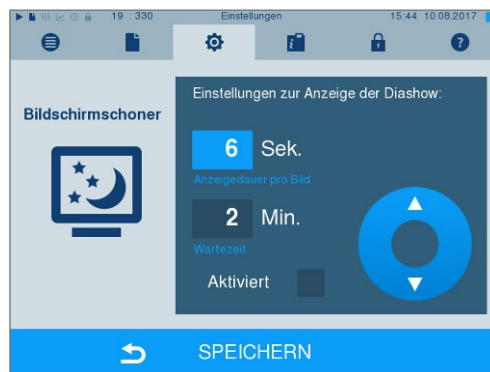 19 : 330 Einstellungen 15:44 10.08.2017
Bildschirmschoner
Einstellungen zur Anzeige der Diashow:
6 Sek.
Anzeigedauer pro Bild
2 Min.
Wartezeit
Aktiviert
SPEICHERN